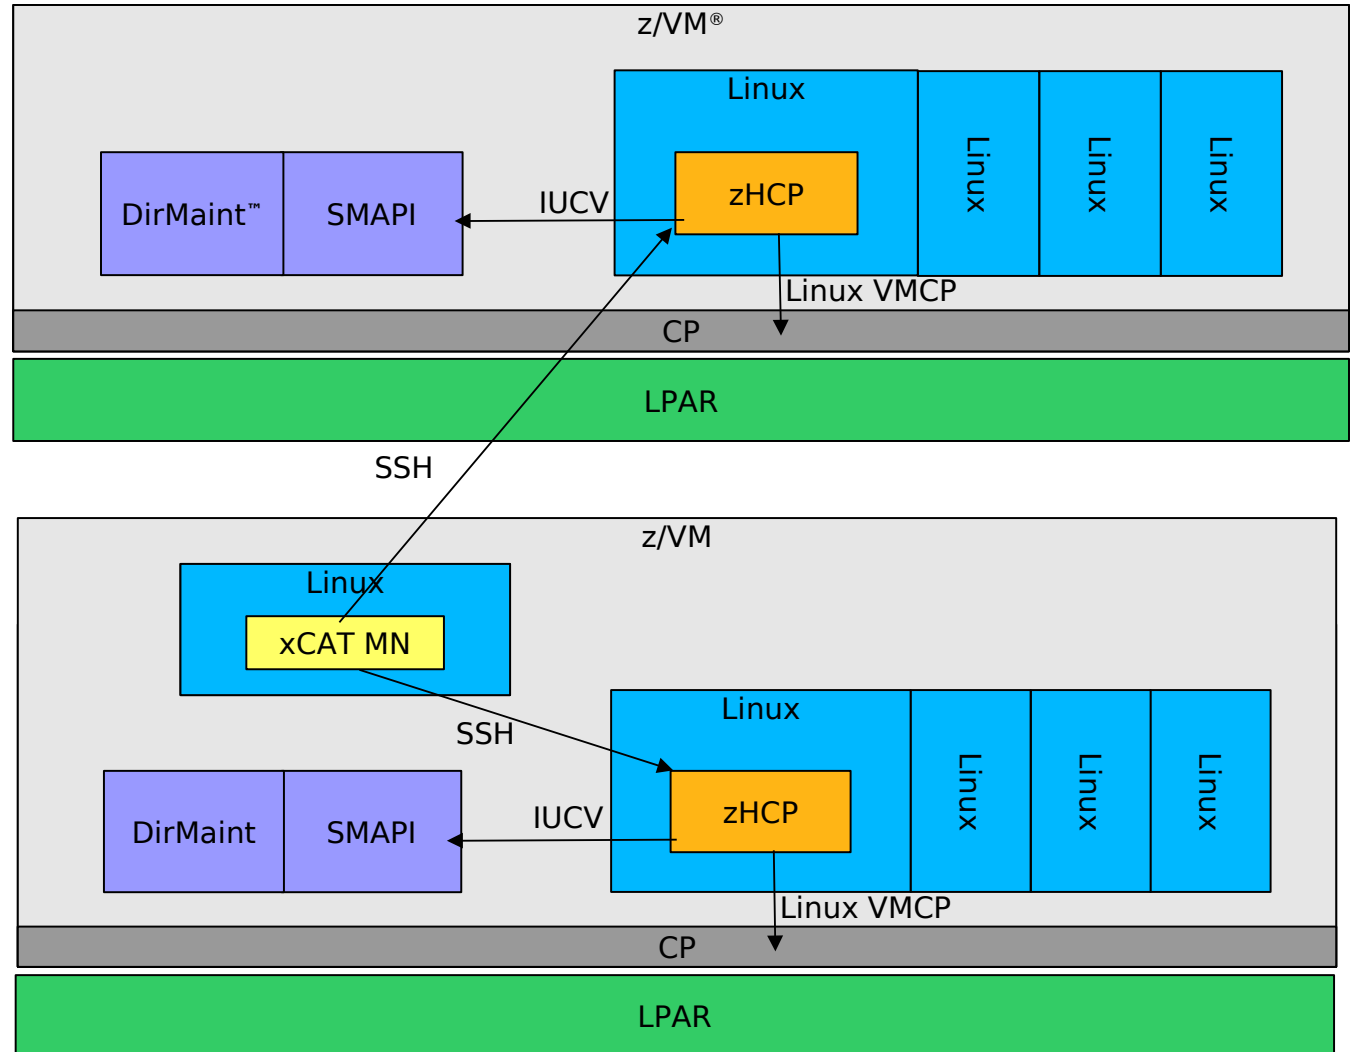 z/VM®
Linux
Linux
Linux
Linux
zHCP
IUCV
DirMaint™
SMAPI
Linux VMCP
CP
LPAR
SSH
z/VM
Linux
xCAT MN
SSH
Linux
Linux
Linux
Linux
zHCP
IUCV
DirMaint
SMAPI
Linux VMCP
CP
LPAR